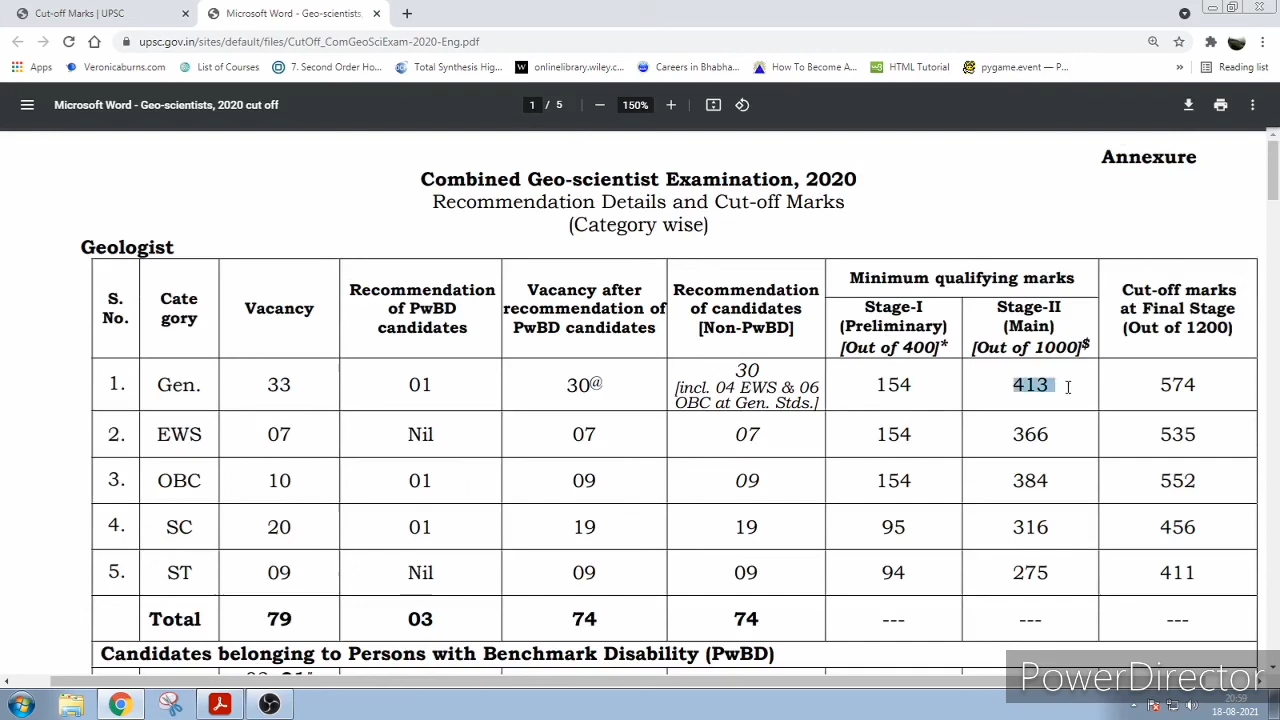 Cut-off Marks | UPSC
Microsoft Word - Geo-scientists,
upsc.gov.in/sites/default/files/CutOff_ComGeoSciExam-2020-Eng.pdf
Apps Veronicaburns.com List of Courses 7. Second Order Ho... Total Synthesis Hig... onlinelibrary.wiley.c... Careers in Bhabha... How To Become A... HTML Tutorial pygame.event — P... » Reading list
Microsoft Word - Geo-scientists, 2020 cut off 1 / 5 — 150% +
Annexure
Combined Geo-scientist Examination, 2020
Recommendation Details and Cut-off Marks
(Category wise)
Geologist
S. No. Cate gory Vacancy Recommendation of PwBD candidates Vacancy after recommendation of PwBD candidates Recommendation of candidates [Non-PwBD] Minimum qualifying marks Stage-I (Preliminary) [Out of 400]* Stage-II (Main) [Out of 1000]$ Cut-off marks at Final Stage (Out of 1200)
1. Gen. 33 01 30@ 30 [incl. 04 EWS & 06 OBC at Gen. Stds.] 154 413 574
2. EWS 07 Nil 07 07 154 366 535
3. OBC 10 01 09 09 154 384 552
4. SC 20 01 19 19 95 316 456
5. ST 09 Nil 09 09 94 275 411
Total 79 03 74 74 --- --- ---
Candidates belonging to Persons with Benchmark Disability (PwBD)
PowerDirector
20:59
18-08-2021